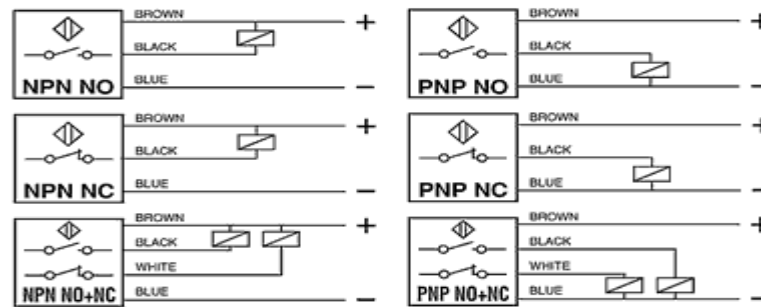 BROWN +
BLACK
BLUE −
NPN NO
BROWN +
BLACK
BLUE −
PNP NO
BROWN +
BLACK
BLUE −
NPN NC
BROWN +
BLACK
BLUE −
PNP NC
BROWN +
BLACK
WHITE
BLUE −
NPN NO+NC
BROWN +
BLACK
WHITE
BLUE −
PNP NO+NC